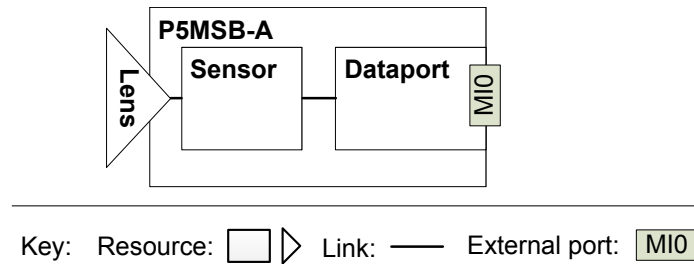 P5MSB-A
Lens
Sensor
Dataport
MI0
Key: Resource: Link: External port: MI0